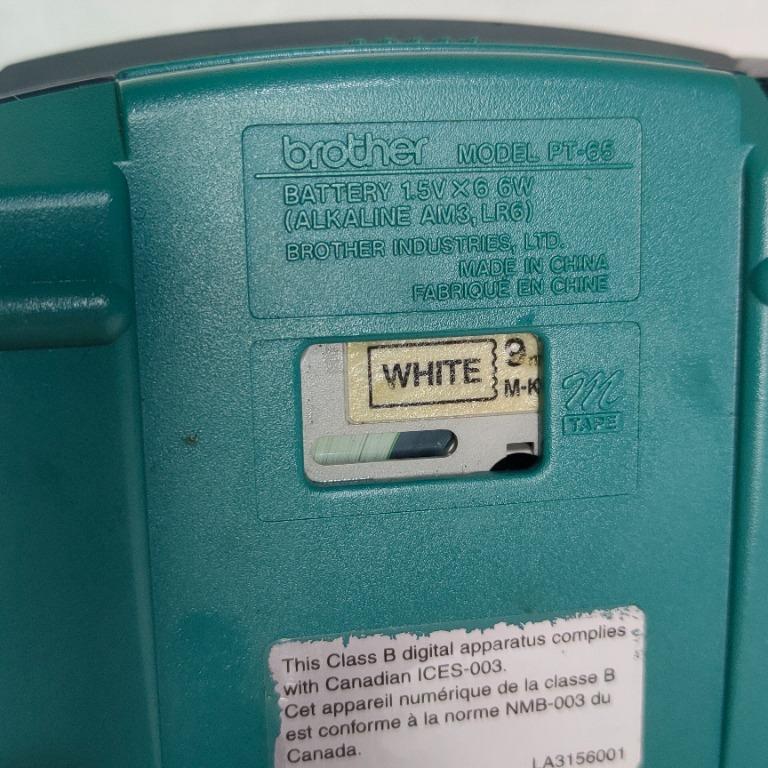 brother MODEL PT-65
BATTERY 1.5V×6 6W
(ALKALINE AM3, LR6)
BROTHER INDUSTRIES, LTD.
MADE IN CHINA
FABRIQUÉ EN CHINE
WHITE
M
TAPE
This Class B digital apparatus complies
with Canadian ICES-003.
Cet appareil numérique de la classe B
est conforme à la norme NMB-003 du
Canada.
LA3156001